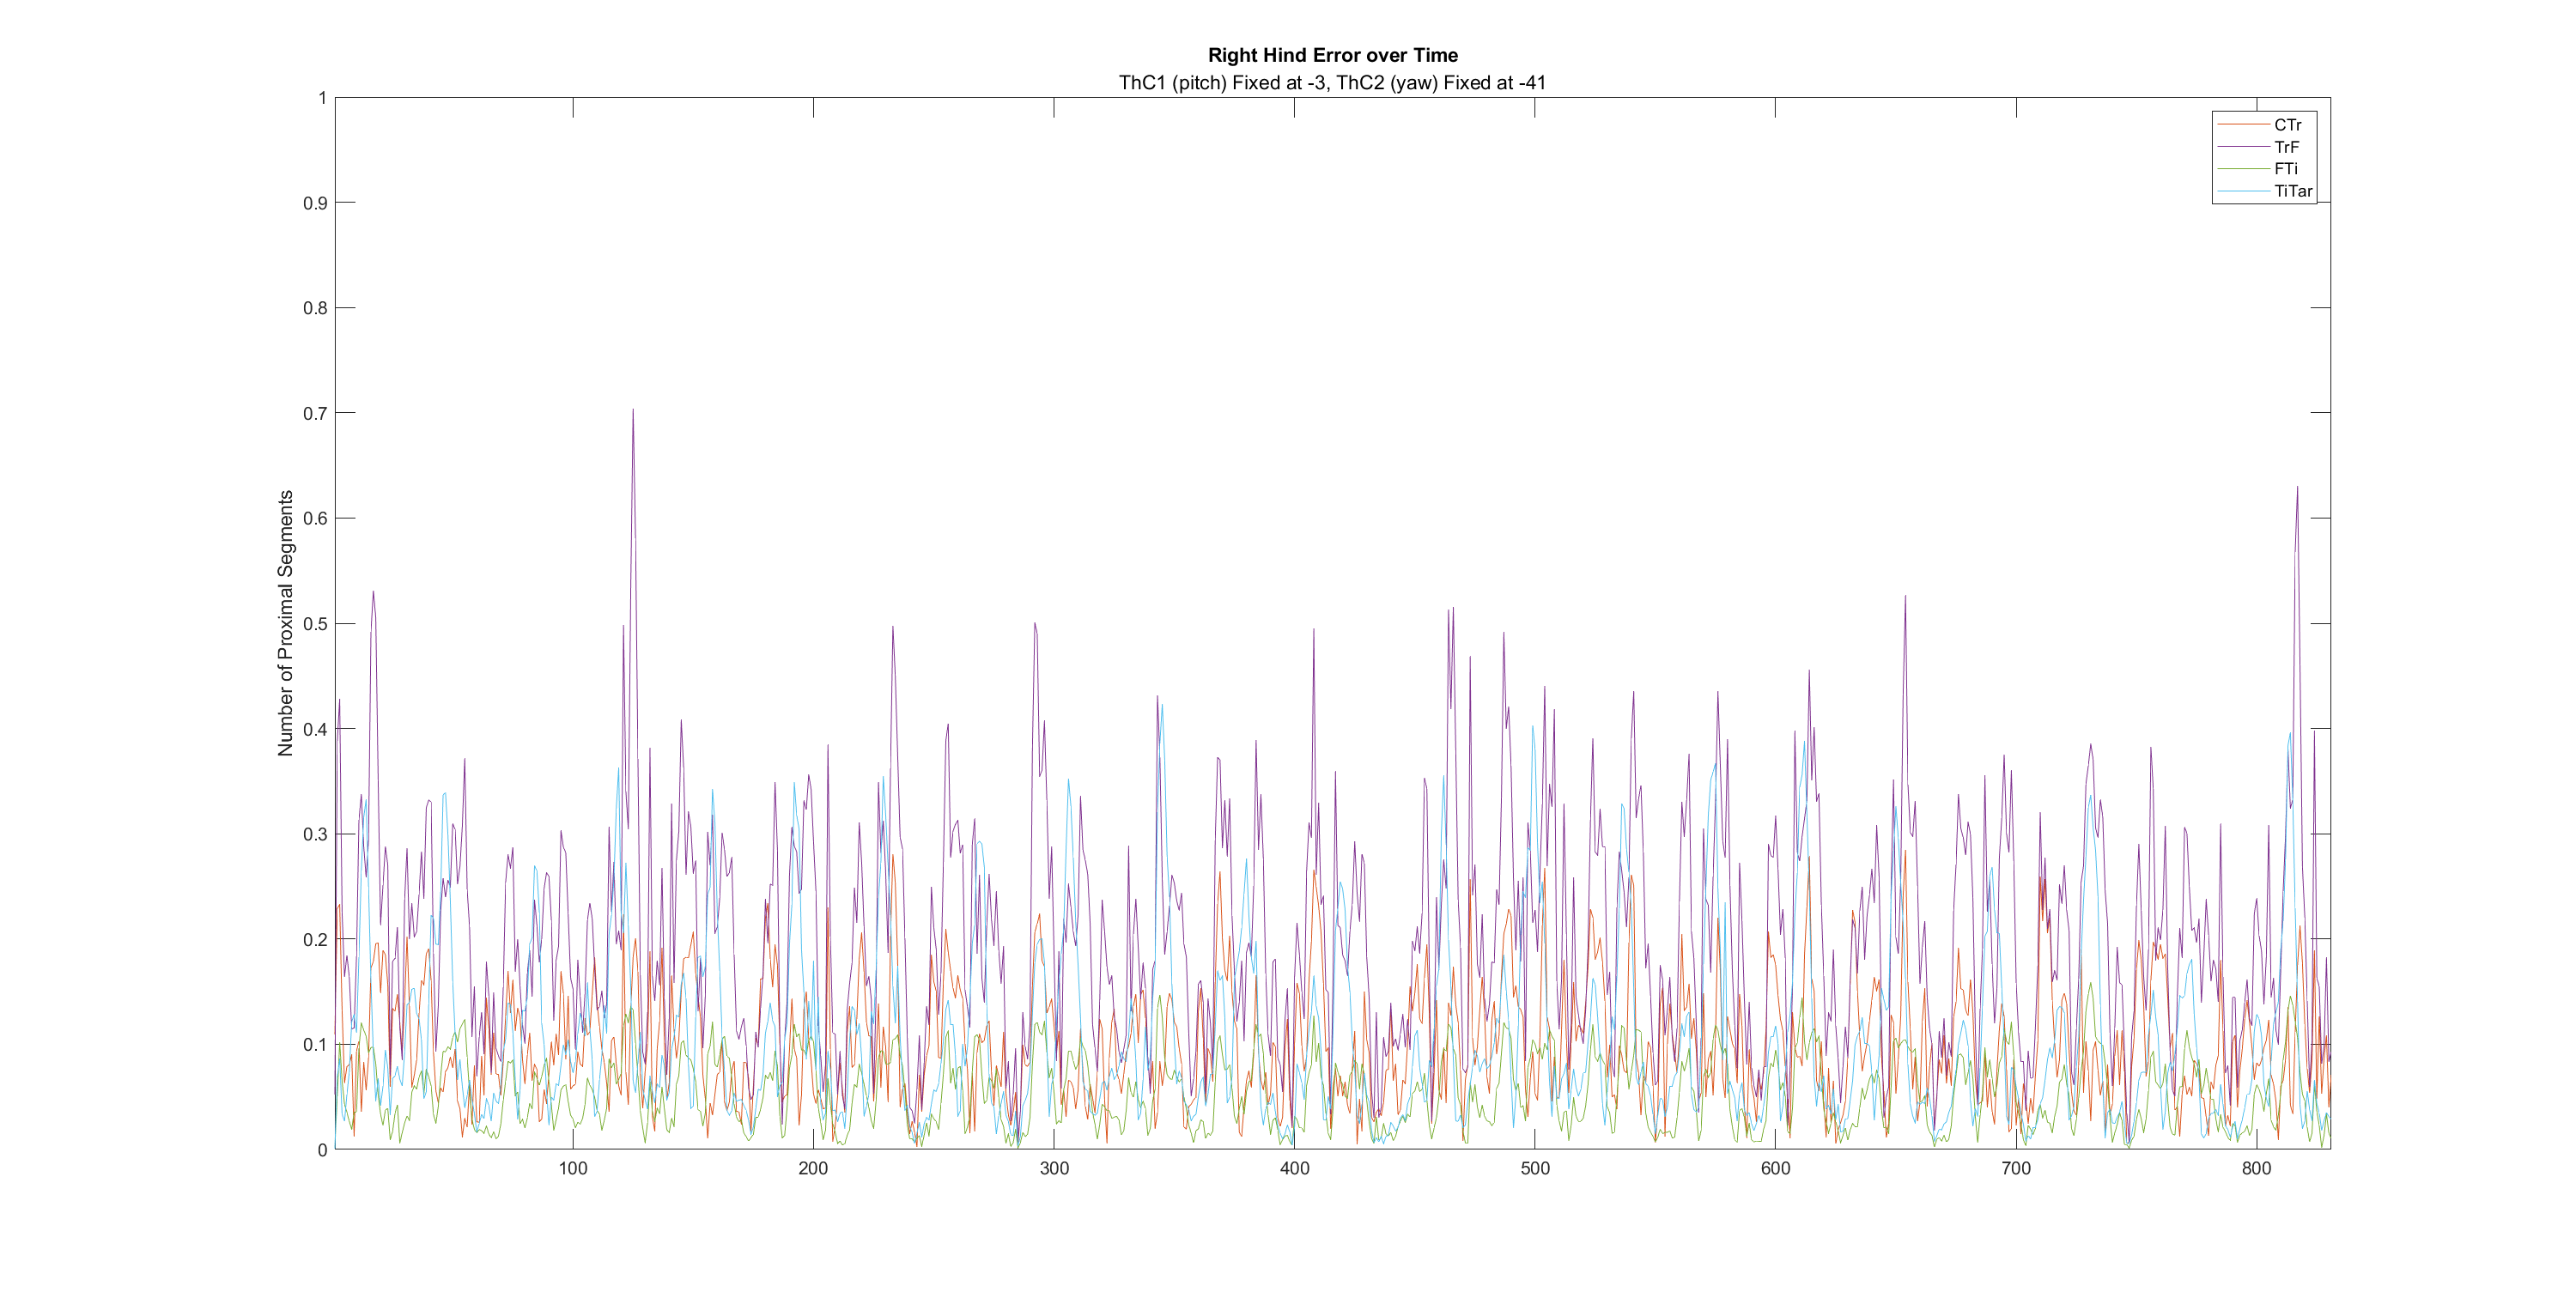 Right Hind Error over Time
ThC1 (pitch) Fixed at -3, ThC2 (yaw) Fixed at -41
1
0.9
0.8
0.7
0.6
0.5
0.4
0.3
0.2
0.1
0
Number of Proximal Segments
CTr
TrF
FTi
TiTar
100 200 300 400 500 600 700 800